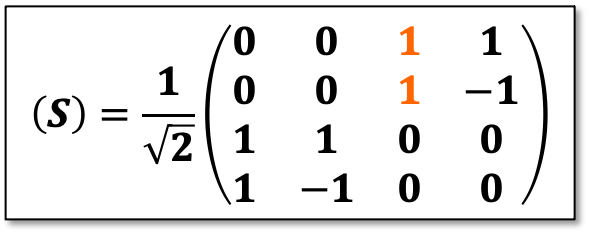 (S) = 1/√2
0 0 1 1
0 0 1 −1
1 1 0 0
1 −1 0 0